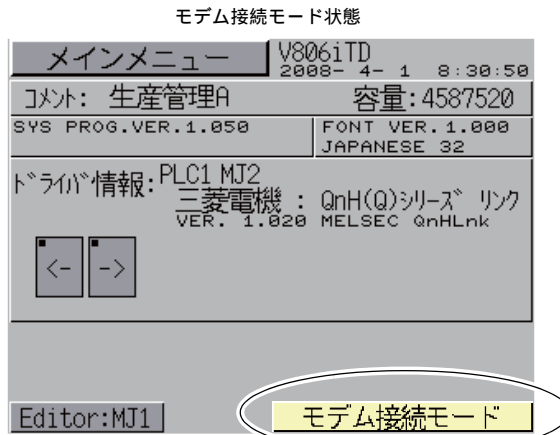 モデム接続モード状態
メインメニュー
V806iTD
2008- 4- 1 8:30:50
ｺﾒﾝﾄ: 生産管理A
容量:4587520
SYS PROG.VER.1.050
FONT VER.1.000
JAPANESE 32
ﾄﾞﾗｲﾊﾞ情報:PLC1 MJ2
三菱電機 : QnH(Q)ｼﾘｰｽﾞ ﾘﾝｸ
VER. 1.020 MELSEC QnHLnk
<- ->
Editor:MJ1
モデム接続モード